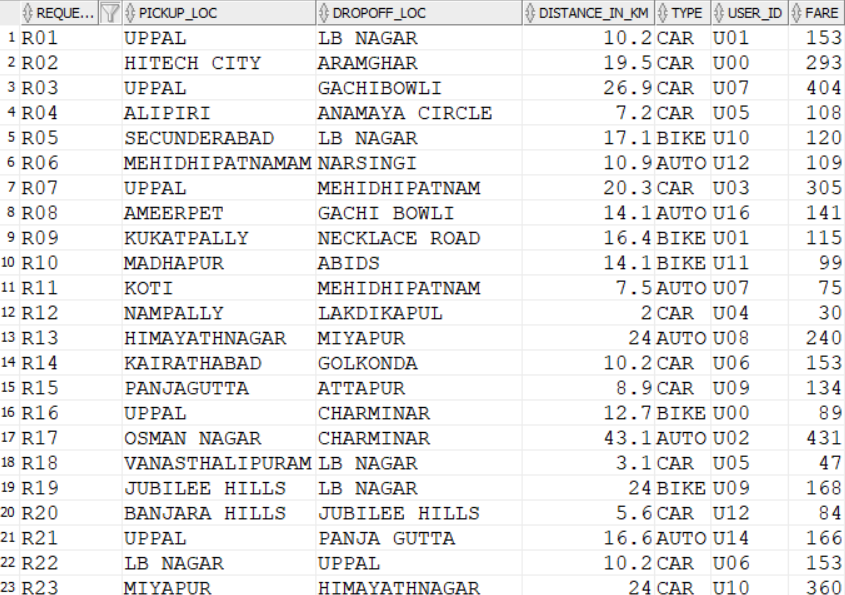 REQUE... PICKUP_LOC DROPOFF_LOC DISTANCE_IN_KM TYPE USER_ID FARE
1 R01 UPPAL LB NAGAR 10.2 CAR U01 153
2 R02 HITECH CITY ARAMGHAR 19.5 CAR U00 293
3 R03 UPPAL GACHIBOWLI 26.9 CAR U07 404
4 R04 ALIPIRI ANAMAYA CIRCLE 7.2 CAR U05 108
5 R05 SECUNDERABAD LB NAGAR 17.1 BIKE U10 120
6 R06 MEHIDHIPATNAMAM NARSINGI 10.9 AUTO U12 109
7 R07 UPPAL MEHIDHIPATNAM 20.3 CAR U03 305
8 R08 AMEERPET GACHI BOWLI 14.1 AUTO U16 141
9 R09 KUKATPALLY NECKLACE ROAD 16.4 BIKE U01 115
10 R10 MADHAPUR ABIDS 14.1 BIKE U11 99
11 R11 KOTI MEHIDHIPATNAM 7.5 AUTO U07 75
12 R12 NAMPALLY LAKDIKAPUL 2 CAR U04 30
13 R13 HIMAYATHNAGAR MIYAPUR 24 AUTO U08 240
14 R14 KAIRATHABAD GOLKONDA 10.2 CAR U06 153
15 R15 PANJAGUTTA ATTAPUR 8.9 CAR U09 134
16 R16 UPPAL CHARMINAR 12.7 BIKE U00 89
17 R17 OSMAN NAGAR CHARMINAR 43.1 AUTO U02 431
18 R18 VANASTHALIPURAM LB NAGAR 3.1 CAR U05 47
19 R19 JUBILEE HILLS LB NAGAR 24 BIKE U09 168
20 R20 BANJARA HILLS JUBILEE HILLS 5.6 CAR U12 84
21 R21 UPPAL PANJA GUTTA 16.6 AUTO U14 166
22 R22 LB NAGAR UPPAL 10.2 CAR U06 153
23 R23 MIYAPUR HIMAYATHNAGAR 24 CAR U10 360